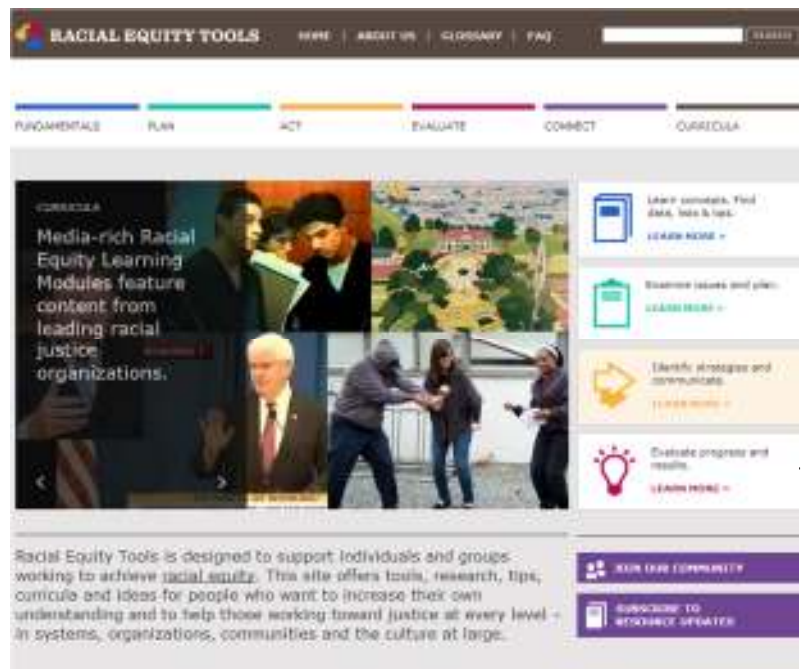 RACIAL EQUITY TOOLS
HOME | ABOUT US | GLOSSARY | FAQ
SEARCH
FUNDAMENTALS
PLAN
ACT
EVALUATE
CONNECT
CURRICULA
CURRICULA
Media-rich Racial
Equity Learning
Modules feature
content from
leading racial
justice
organizations.
Learn concepts. Find
data, lists & tips.
LEARN MORE »
Examine issues and plan.
LEARN MORE »
Identify strategies and
communicate.
LEARN MORE »
Evaluate progress and
results.
LEARN MORE »
Racial Equity Tools is designed to support individuals and groups
working to achieve racial equity. This site offers tools, research, tips,
curricula and ideas for people who want to increase their own
understanding and to help those working toward justice at every level –
in systems, organizations, communities and the culture at large.
JOIN OUR COMMUNITY
SUBSCRIBE TO
RESOURCE UPDATES